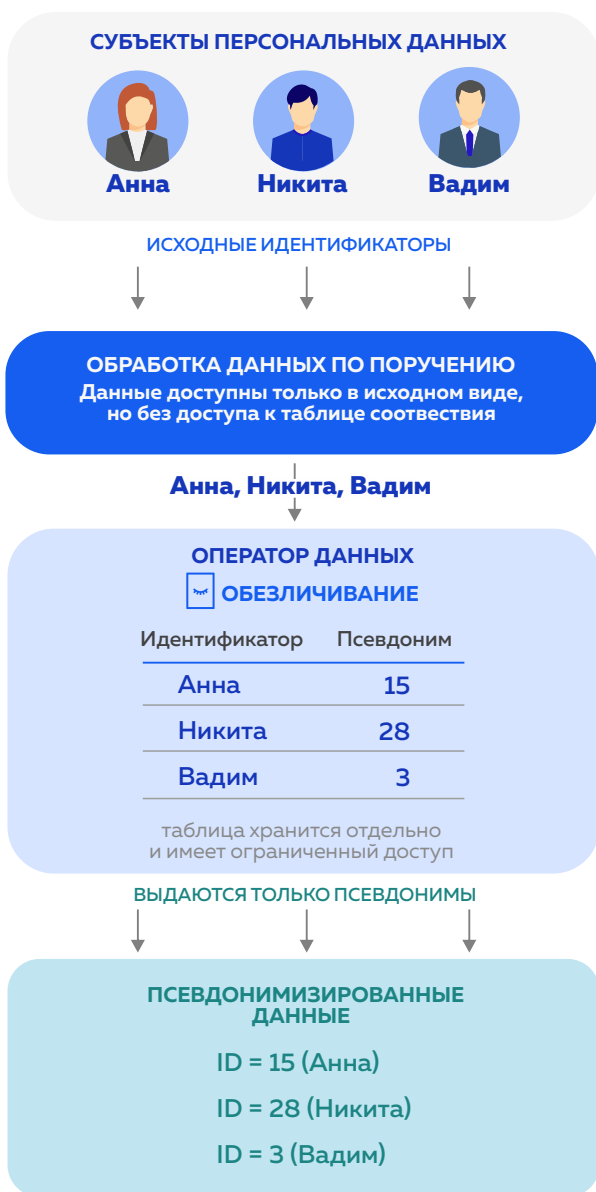 СУБЪЕКТЫ ПЕРСОНАЛЬНЫХ ДАННЫХ
Анна Никита Вадим
ИСХОДНЫЕ ИДЕНТИФИКАТОРЫ
ОБРАБОТКА ДАННЫХ ПО ПОРУЧЕНИЮ
Данные доступны только в исходном виде,
но без доступа к таблице соотвествия
Анна, Никита, Вадим
ОПЕРАТОР ДАННЫХ
ОБЕЗЛИЧИВАНИЕ
Идентификатор Псевдоним
Анна 15
Никита 28
Вадим 3
таблица хранится отдельно
и имеет ограниченный доступ
ВЫДАЮТСЯ ТОЛЬКО ПСЕВДОНИМЫ
ПСЕВДОНИМИЗИРОВАННЫЕ
ДАННЫЕ
ID = 15 (Анна)
ID = 28 (Никита)
ID = 3 (Вадим)